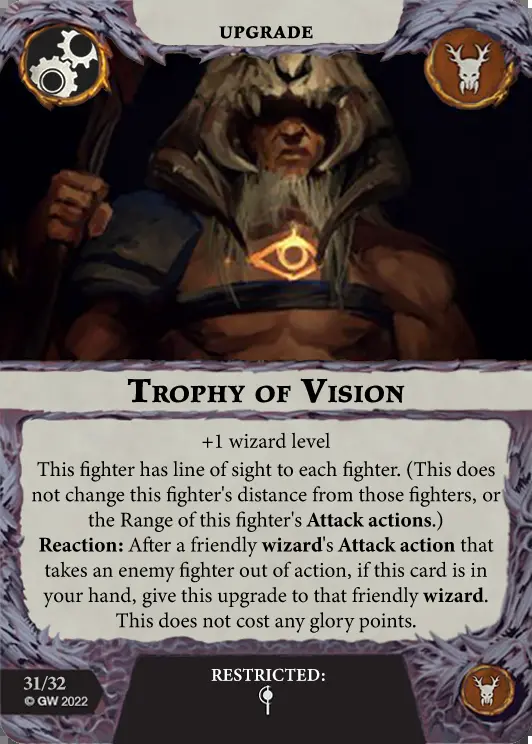 UPGRADE
TROPHY OF VISION
+1 wizard level
This fighter has line of sight to each fighter. (This does
not change this fighter's distance from those fighters, or
the Range of this fighter's Attack actions.)
Reaction: After a friendly wizard's Attack action that
takes an enemy fighter out of action, if this card is in
your hand, give this upgrade to that friendly wizard.
This does not cost any glory points.
RESTRICTED:
31/32
© GW 2022